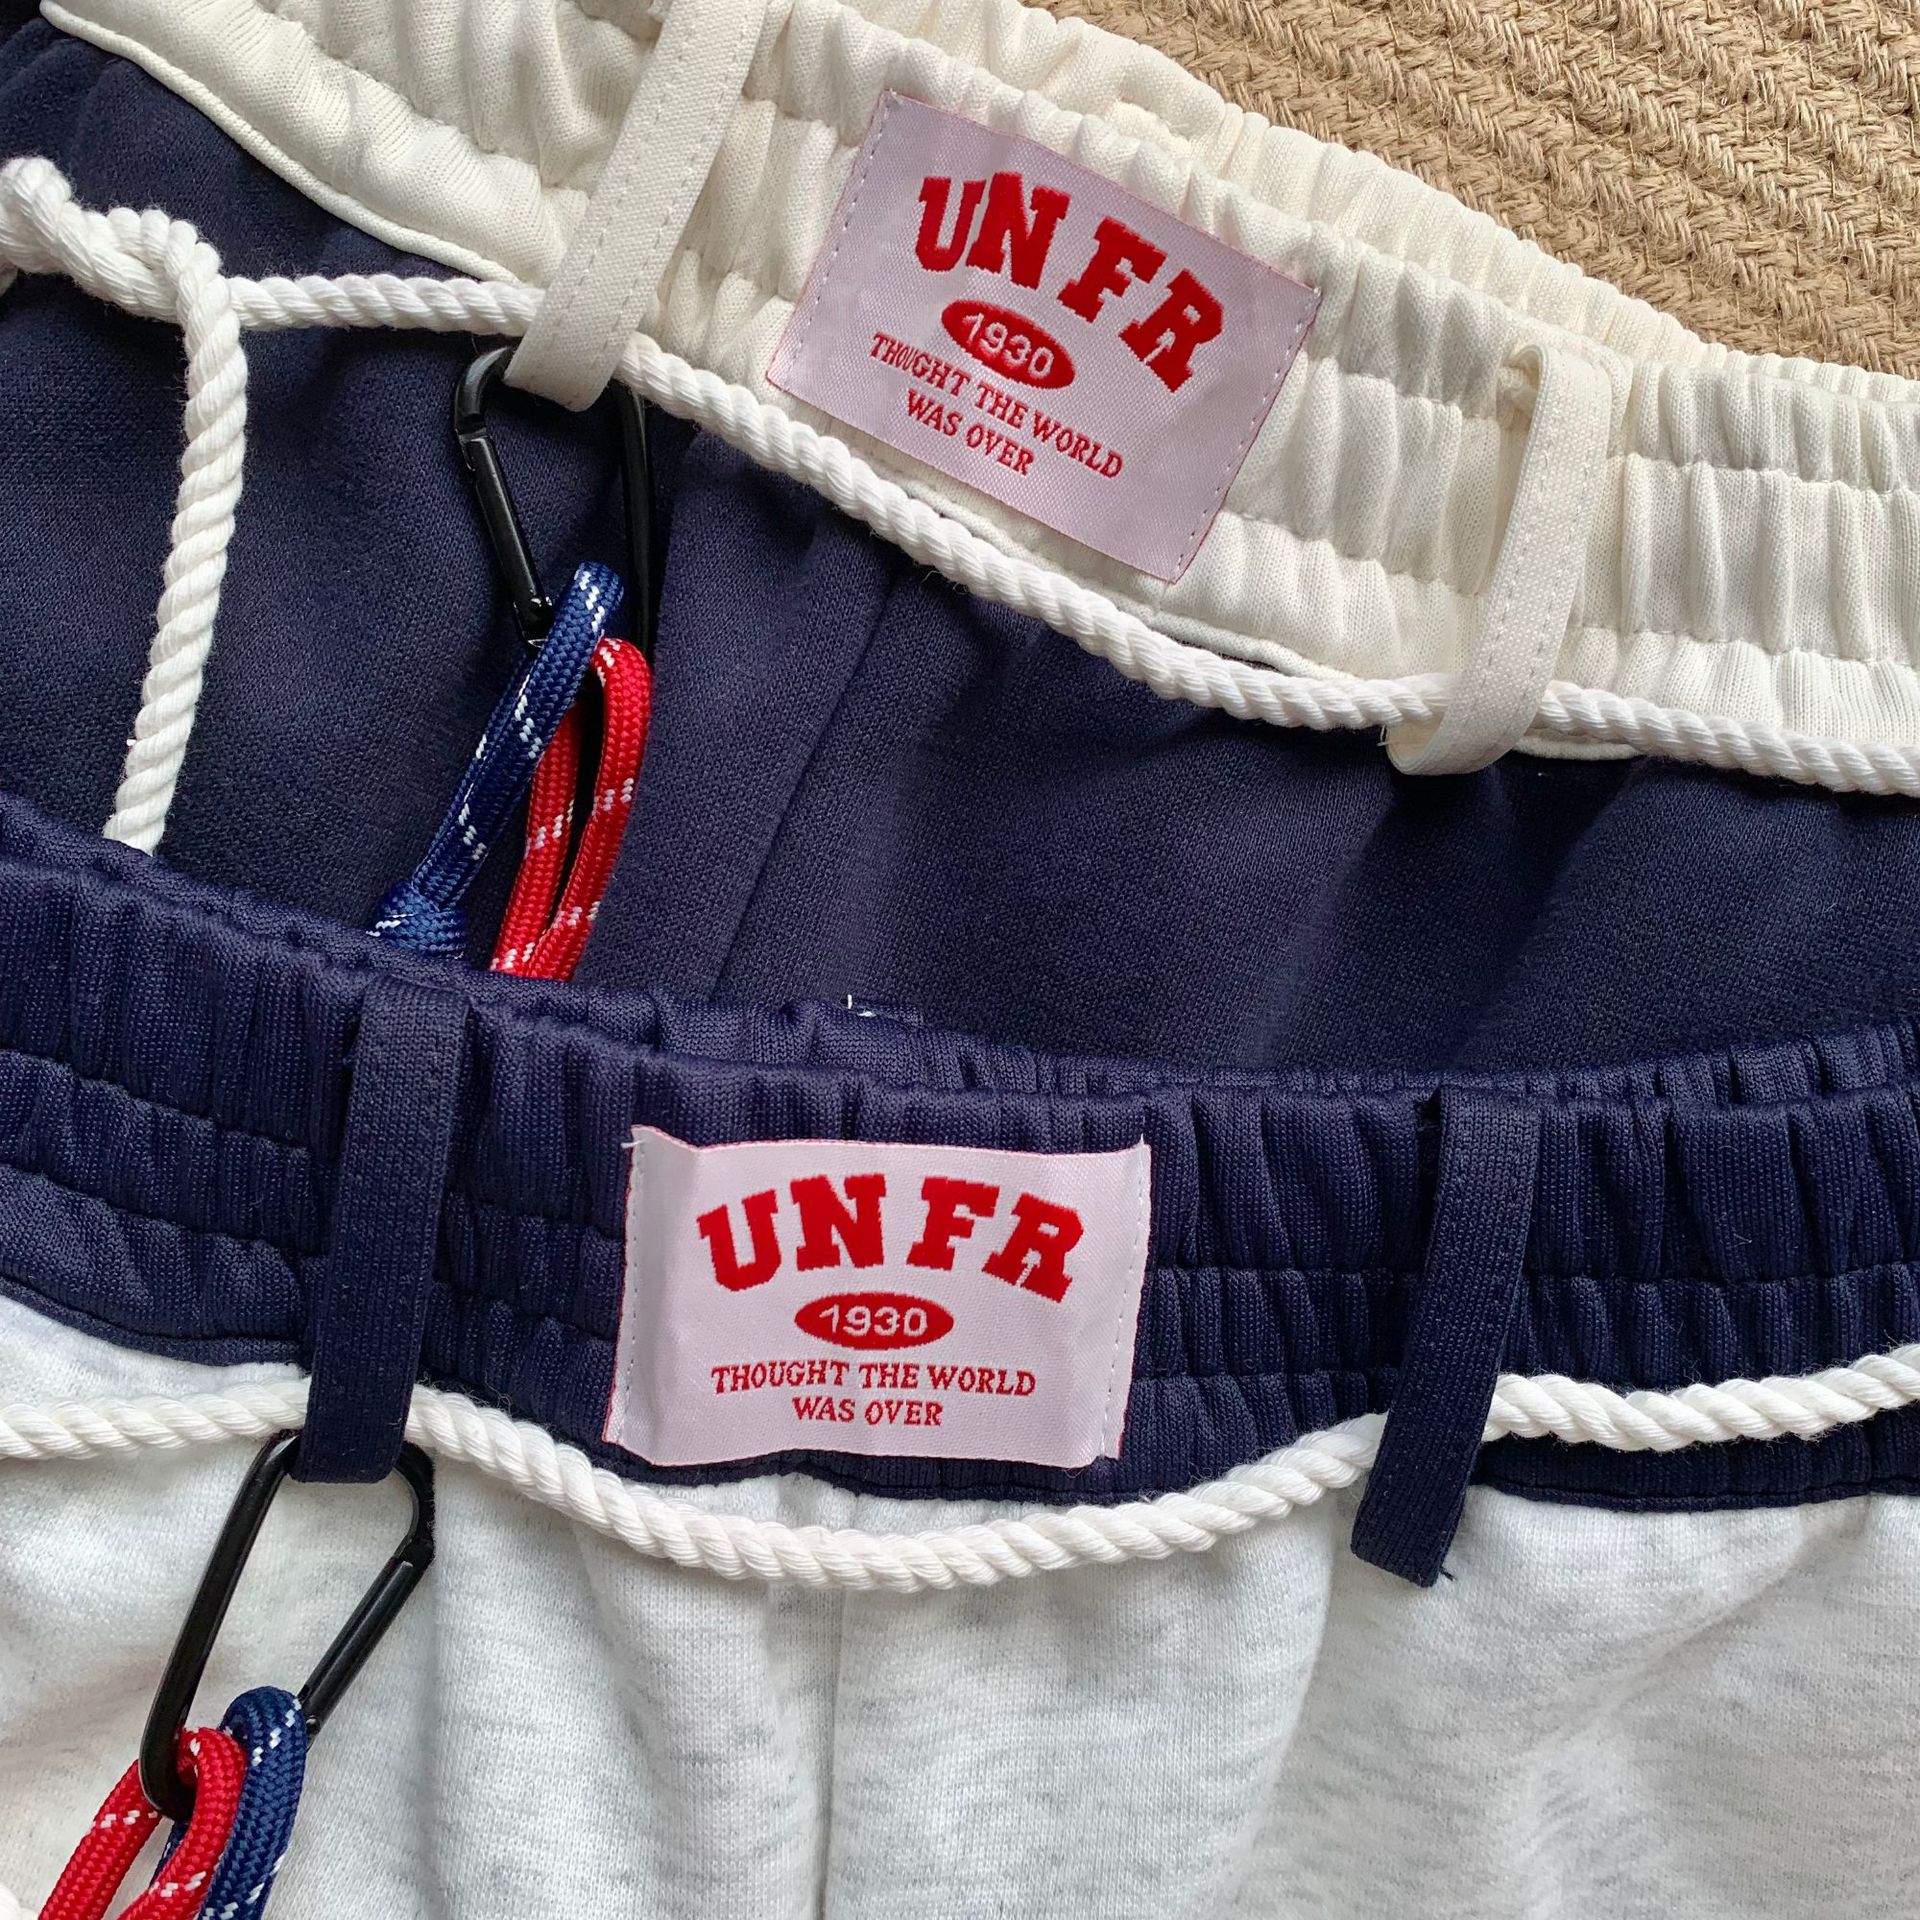 UNFR
1930
THOUGHT THE WORLD
WAS OVER
UNFR
1930
THOUGHT THE WORLD
WAS OVER